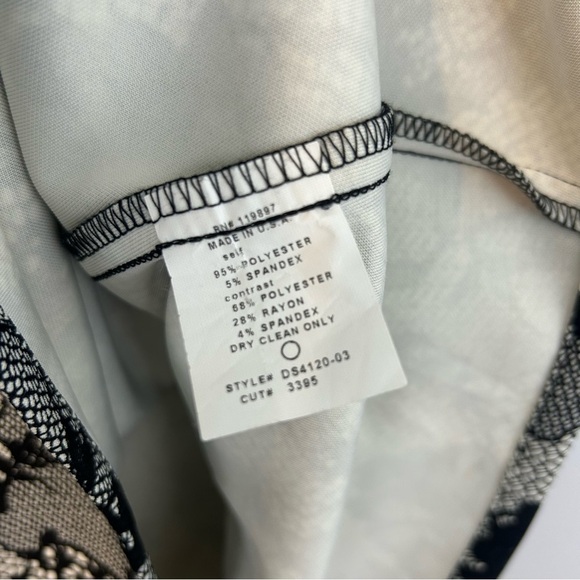 RN# 119897
MADE IN U.S.A.
self
95% POLYESTER
5% SPANDEX
contrast
68% POLYESTER
28% RAYON
4% SPANDEX
DRY CLEAN ONLY
STYLE# DS4120-03
CUT# 3395